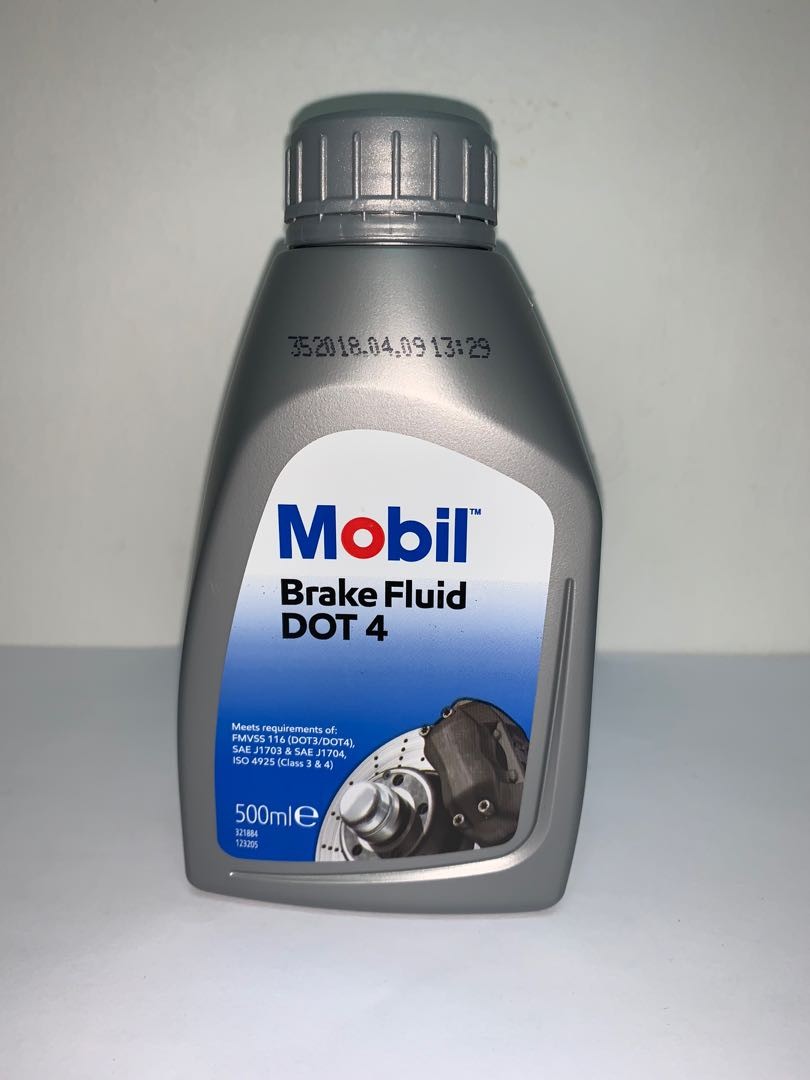 352018.04.09 13:29
Mobil™
Brake Fluid
DOT 4
Meets requirements of:
FMVSS 116 (DOT3/DOT4),
SAE J1703 & SAE J1704,
ISO 4925 (Class 3 & 4)
500ml℮
321884
123205